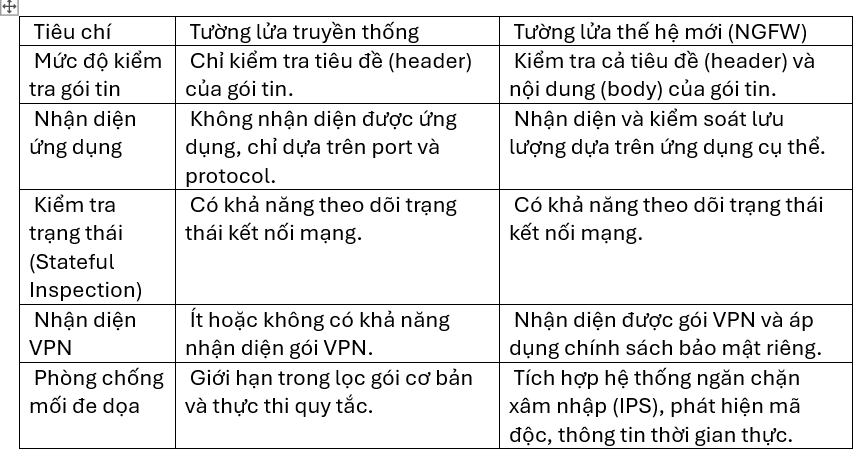 Tiêu chí
Tường lửa truyền thống
Tường lửa thế hệ mới (NGFW)
Mức độ kiểm
tra gói tin
Chỉ kiểm tra tiêu đề (header)
của gói tin.
Kiểm tra cả tiêu đề (header) và
nội dung (body) của gói tin.
Nhận diện
ứng dụng
Không nhận diện được ứng
dụng, chỉ dựa trên port và
protocol.
Nhận diện và kiểm soát lưu
lượng dựa trên ứng dụng cụ thể.
Kiểm tra
trạng thái
(Stateful
Inspection)
Có khả năng theo dõi trạng
thái kết nối mạng.
Có khả năng theo dõi trạng thái
kết nối mạng.
Nhận diện
VPN
Ít hoặc không có khả năng
nhận diện gói VPN.
Nhận diện được gói VPN và áp
dụng chính sách bảo mật riêng.
Phòng chống
mối đe dọa
Giới hạn trong lọc gói cơ bản
và thực thi quy tắc.
Tích hợp hệ thống ngăn chặn
xâm nhập (IPS), phát hiện mã
độc, thông tin thời gian thực.